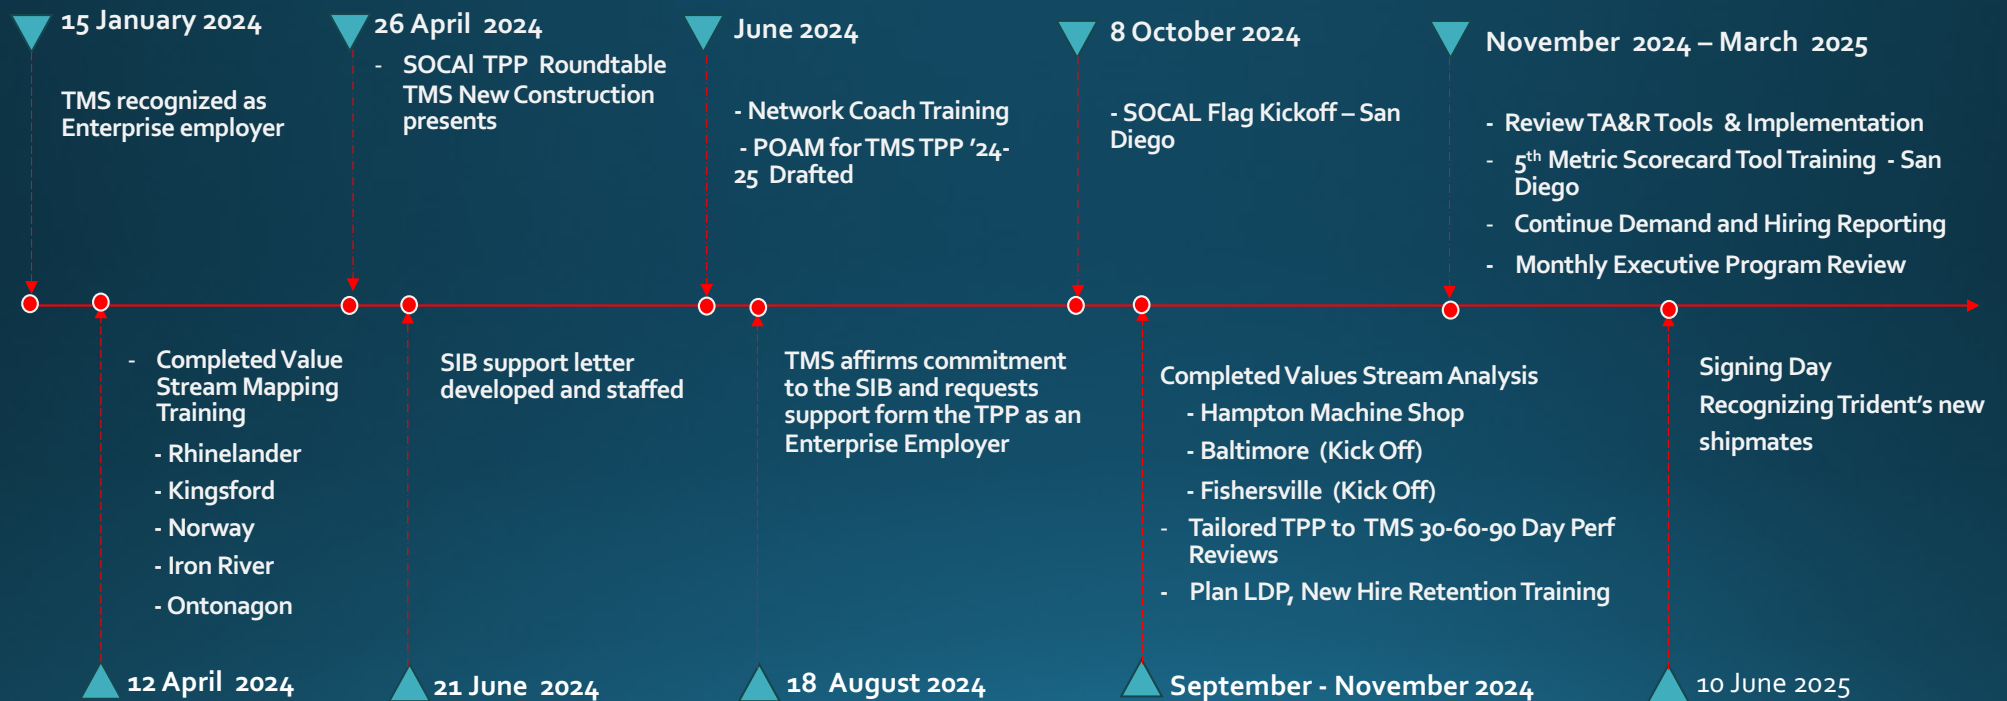 15 January 2024
TMS recognized as
Enterprise employer
26 April 2024
- SOCAl TPP Roundtable
TMS New Construction
presents
June 2024
- Network Coach Training
- POAM for TMS TPP ’24-
25 Drafted
8 October 2024
- SOCAL Flag Kickoff – San
Diego
November 2024 – March 2025
- Review TA&R Tools & Implementation
- 5th Metric Scorecard Tool Training - San
Diego
- Continue Demand and Hiring Reporting
- Monthly Executive Program Review
- Completed Value
Stream Mapping
Training
- Rhinelander
- Kingsford
- Norway
- Iron River
- Ontonagon
12 April 2024
SIB support letter
developed and staffed
21 June 2024
TMS affirms commitment
to the SIB and requests
support form the TPP as an
Enterprise Employer
18 August 2024
Completed Values Stream Analysis
- Hampton Machine Shop
- Baltimore (Kick Off)
- Fishersville (Kick Off)
- Tailored TPP to TMS 30-60-90 Day Perf
Reviews
- Plan LDP, New Hire Retention Training
September - November 2024
Signing Day
Recognizing Trident’s new
shipmates
10 June 2025